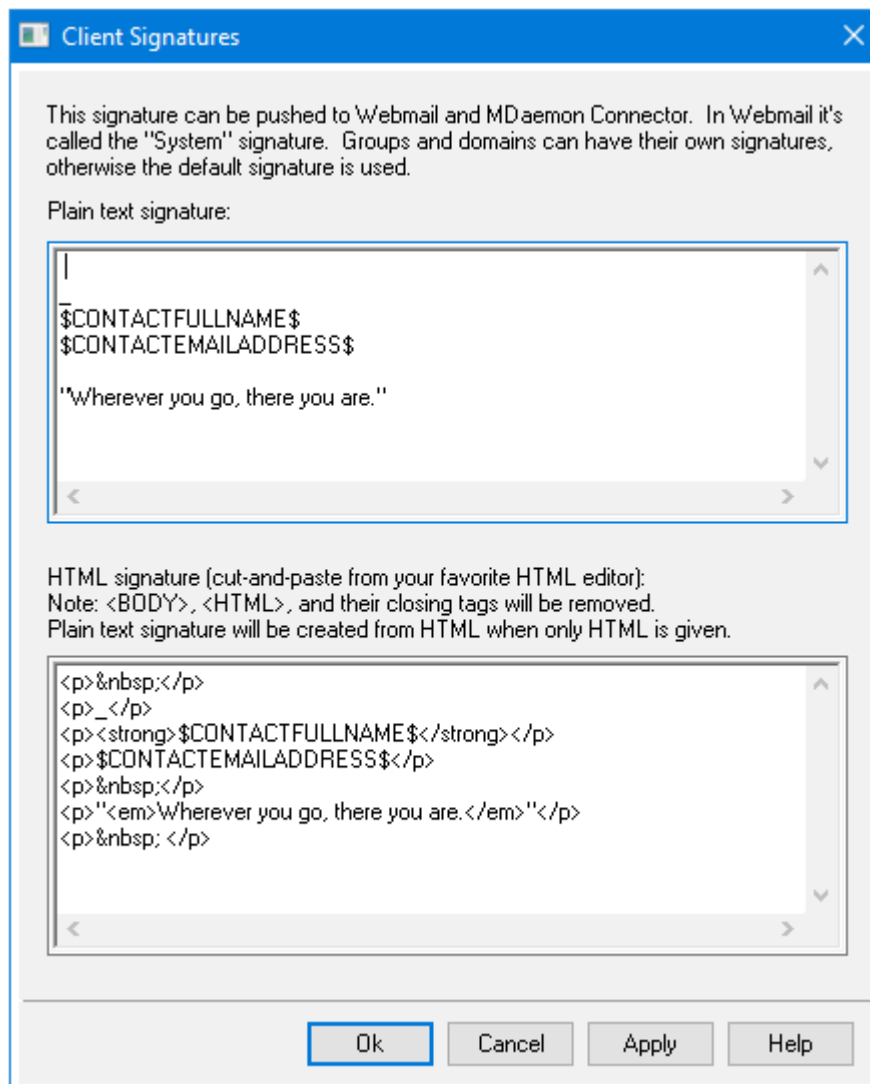 Client Signatures
This signature can be pushed to Webmail and MDaemon Connector.  In Webmail it's
called the "System" signature.  Groups and domains can have their own signatures,
otherwise the default signature is used.
Plain text signature:
_
$CONTACTFULLNAME$
$CONTACTEMAILADDRESS$
"Wherever you go, there you are."
HTML signature (cut-and-paste from your favorite HTML editor):
Note: <BODY>, <HTML>, and their closing tags will be removed.
Plain text signature will be created from HTML when only HTML is given.
<p>&nbsp;</p>
<p>_</p>
<p><strong>$CONTACTFULLNAME$</strong></p>
<p>$CONTACTEMAILADDRESS$</p>
<p>&nbsp;</p>
<p>"<em>Wherever you go, there you are.</em>"</p>
<p>&nbsp; </p>
Ok Cancel Apply Help